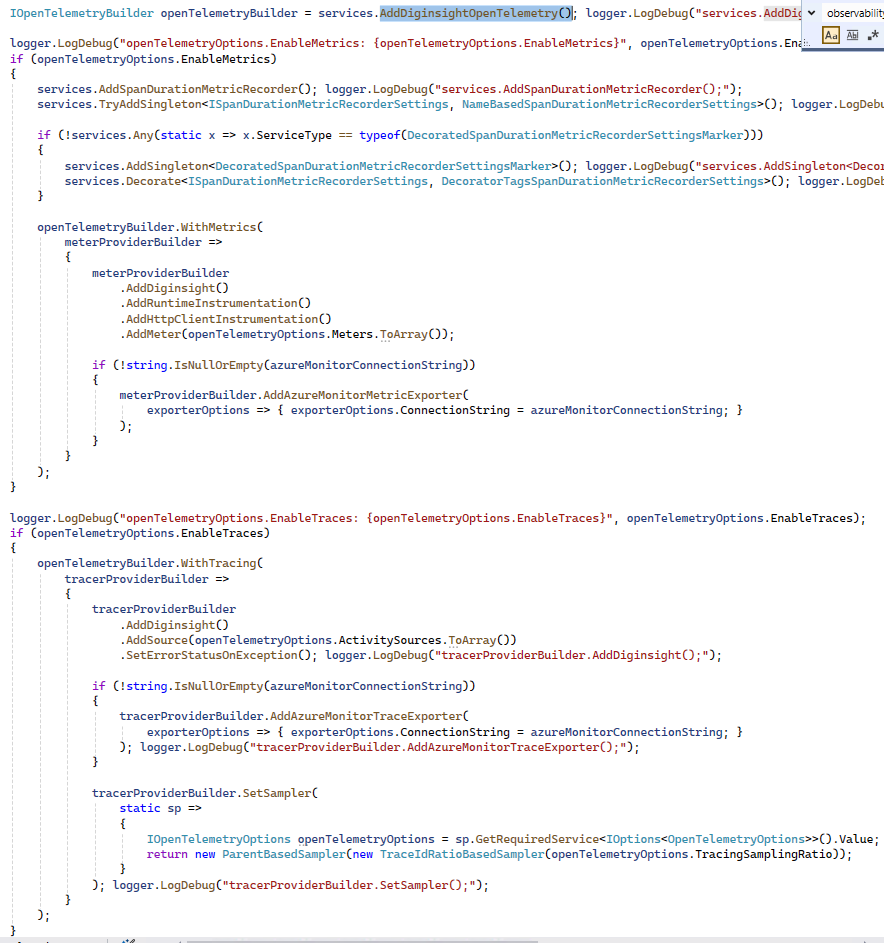 IOpenTelemetryBuilder openTelemetryBuilder = services.AddDiginsightOpenTelemetry(); logger.LogDebug("services.AddDig
observability
logger.LogDebug("openTelemetryOptions.EnableMetrics: {openTelemetryOptions.EnableMetrics}", openTelemetryOptions.Ena
if (openTelemetryOptions.EnableMetrics)
{
    services.AddSpanDurationMetricRecorder(); logger.LogDebug("services.AddSpanDurationMetricRecorder();");
    services.TryAddSingleton<ISpanDurationMetricRecorderSettings, NameBasedSpanDurationMetricRecorderSettings>(); logger.LogDebu
    if (!services.Any(static x => x.ServiceType == typeof(DecoratedSpanDurationMetricRecorderSettingsMarker)))
    {
        services.AddSingleton<DecoratedSpanDurationMetricRecorderSettingsMarker>(); logger.LogDebug("services.AddSingleton<Decor
        services.Decorate<ISpanDurationMetricRecorderSettings, DecoratorTagsSpanDurationMetricRecorderSettings>(); logger.LogDeb
    }
    openTelemetryBuilder.WithMetrics(
        meterProviderBuilder =>
        {
            meterProviderBuilder
                .AddDiginsight()
                .AddRuntimeInstrumentation()
                .AddHttpClientInstrumentation()
                .AddMeter(openTelemetryOptions.Meters.ToArray());
            if (!string.IsNullOrEmpty(azureMonitorConnectionString))
            {
                meterProviderBuilder.AddAzureMonitorMetricExporter(
                    exporterOptions => { exporterOptions.ConnectionString = azureMonitorConnectionString; }
                );
            }
        }
    );
}
logger.LogDebug("openTelemetryOptions.EnableTraces: {openTelemetryOptions.EnableTraces}", openTelemetryOptions.EnableTraces);
if (openTelemetryOptions.EnableTraces)
{
    openTelemetryBuilder.WithTracing(
        tracerProviderBuilder =>
        {
            tracerProviderBuilder
                .AddDiginsight()
                .AddSource(openTelemetryOptions.ActivitySources.ToArray())
                .SetErrorStatusOnException(); logger.LogDebug("tracerProviderBuilder.AddDiginsight();");
            if (!string.IsNullOrEmpty(azureMonitorConnectionString))
            {
                tracerProviderBuilder.AddAzureMonitorTraceExporter(
                    exporterOptions => { exporterOptions.ConnectionString = azureMonitorConnectionString; }
                ); logger.LogDebug("tracerProviderBuilder.AddAzureMonitorTraceExporter();");
            }
            tracerProviderBuilder.SetSampler(
                static sp =>
                {
                    IOpenTelemetryOptions openTelemetryOptions = sp.GetRequiredService<IOptions<OpenTelemetryOptions>>().Value;
                    return new ParentBasedSampler(new TraceIdRatioBasedSampler(openTelemetryOptions.TracingSamplingRatio));
                }
            ); logger.LogDebug("tracerProviderBuilder.SetSampler();");
        }
    );
}